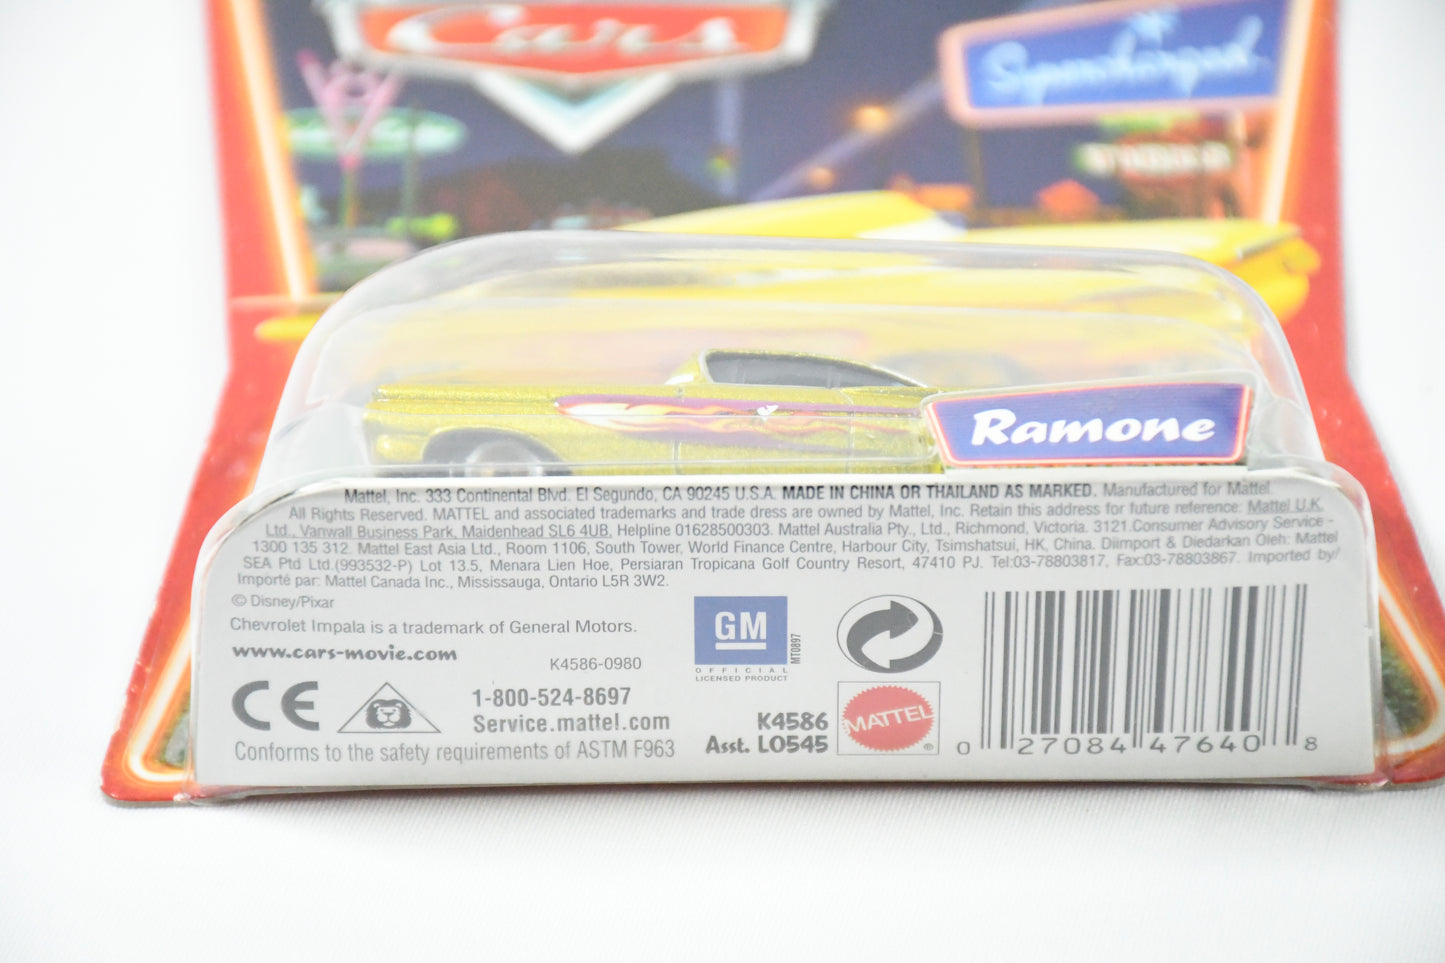 Cars
Supercharged
Ramone
Mattel, Inc. 333 Continental Blvd. El Segundo, CA 90245 U.S.A. MADE IN CHINA OR THAILAND AS MARKED. Manufactured for Mattel.
All Rights Reserved. MATTEL and associated trademarks and trade dress are owned by Mattel, Inc. Retain this address for future reference: Mattel U.K.
Ltd., Vanwall Business Park, Maidenhead SL6 4UB. Helpline 01628500303. Mattel Australia Pty., Ltd., Richmond, Victoria. 3121.Consumer Advisory Service -
1300 135 312. Mattel East Asia Ltd., Room 1106, South Tower, World Finance Centre, Harbour City, Tsimshatsui, HK, China. Diimport & Diedarkan Oleh: Mattel
SEA Ptd Ltd.(993532-P) Lot 13.5, Menara Lien Hoe, Persiaran Tropicana Golf Country Resort, 47410 PJ. Tel:03-78803817, Fax:03-78803867. Imported by/
Importé par: Mattel Canada Inc., Mississauga, Ontario L5R 3W2.
© Disney/Pixar
Chevrolet Impala is a trademark of General Motors.
www.cars-movie.com
K4586-0980
CE
1-800-524-8697
Service.mattel.com
Conforms to the safety requirements of ASTM F963
GM
OFFICIAL
LICENSED PRODUCT
MT0897
K4586
Asst. L0545
MATTEL
®
0 27084 47640 8